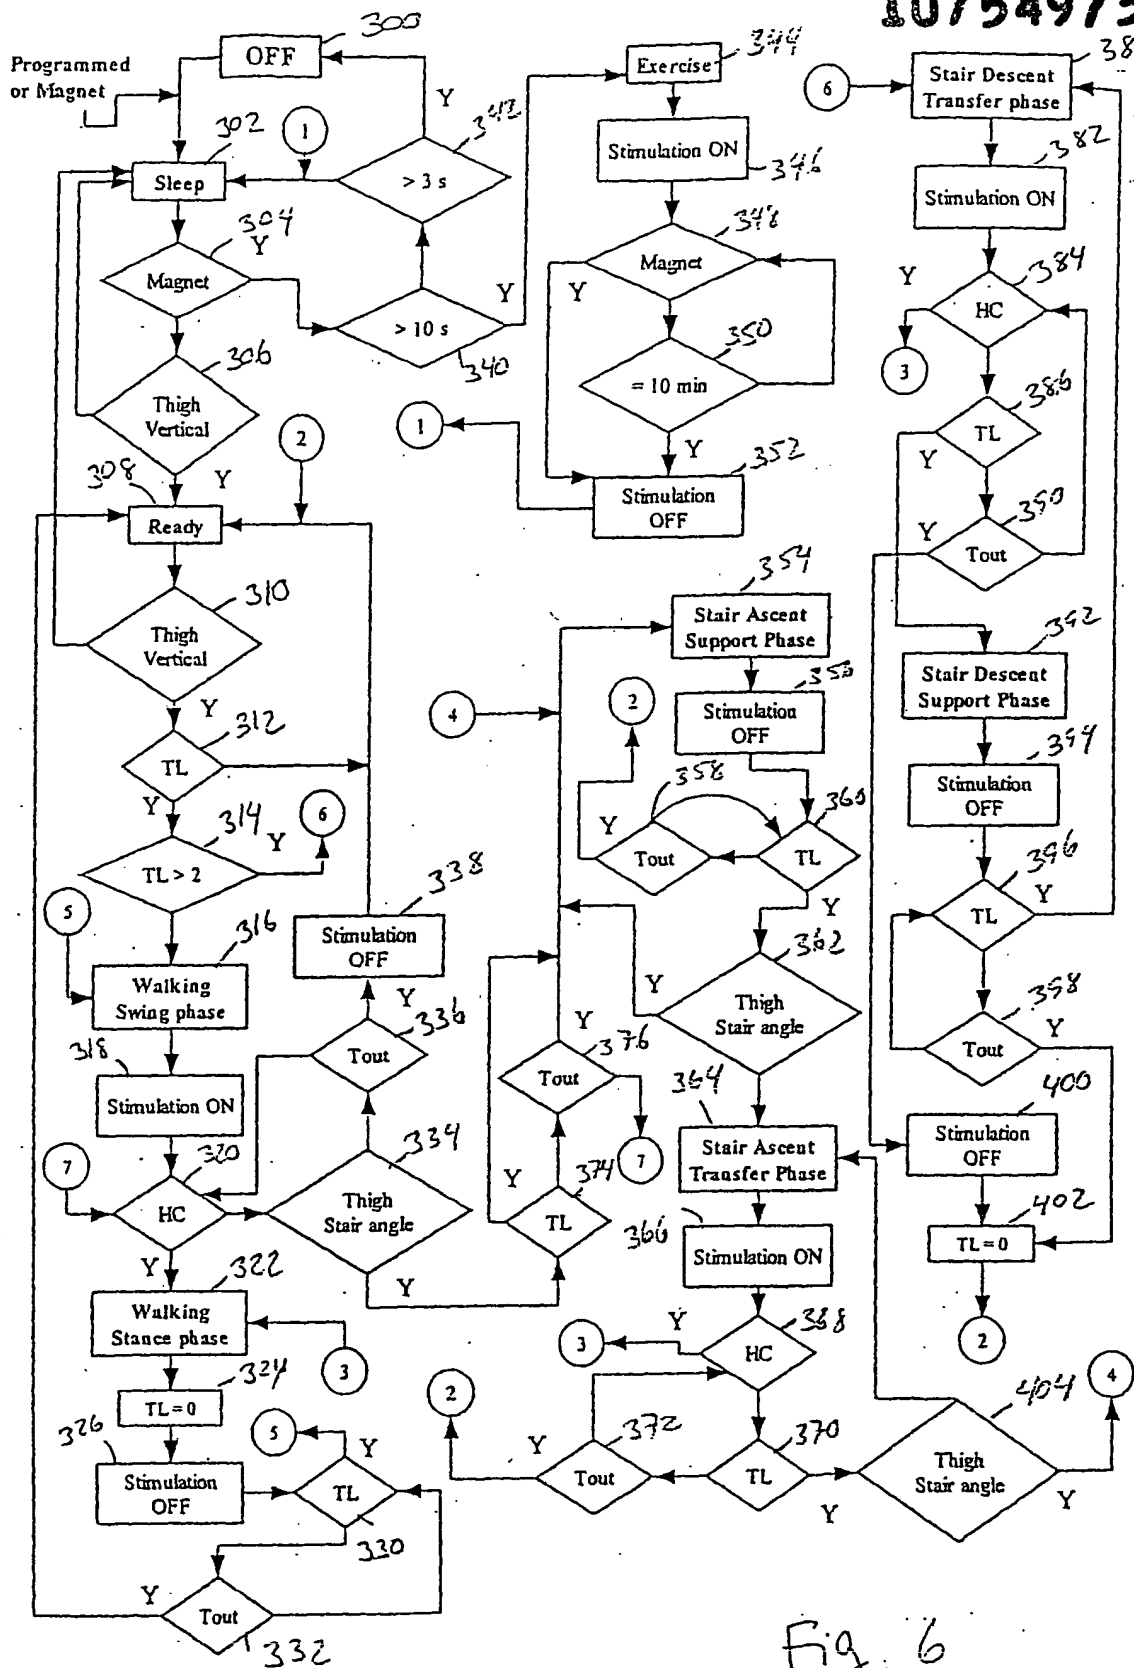 300
OFF
Programmed
or Magnet
Y
342
1
302
Sleep
> 3 s
304
Y
Magnet
> 10 s
Y
340
306
Thigh
Vertical
2
308
Y
Ready
310
Thigh
Vertical
Y
312
TL
Y
314
Y
6
TL > 2
5
316
338
Stimulation
OFF
Walking
Swing phase
Y
336
318
Tout
Stimulation ON
334
7
320
HC
Thigh
Stair angle
Y
322
Y
Walking
Stance phase
3
324
TL = 0
326
5
Y
Stimulation
OFF
TL
330
Y
Tout
332
344
Exercise
Stimulation ON
346
348
Magnet
Y
350
= 10 min
1
Y
352
Stimulation
OFF
354
Stair Ascent
Support Phase
4
2
Stimulation
OFF
358
360
Y
Tout
TL
Y
362
Y
Thigh
Stair angle
Y
376
Tout
364
7
Stair Ascent
Transfer Phase
Y
374
TL
366
Stimulation ON
Y
368
3
HC
2
372
370
Y
Tout
TL
Y
6
38
Stair Descent
Transfer phase
382
Stimulation ON
Y
384
HC
3
386
TL
Y
390
Y
Tout
392
Stair Descent
Support Phase
394
Stimulation
OFF
396
TL
Y
398
Tout
Y
400
Stimulation
OFF
402
TL = 0
2
404
4
Thigh
Stair angle
Y
Fig. 6